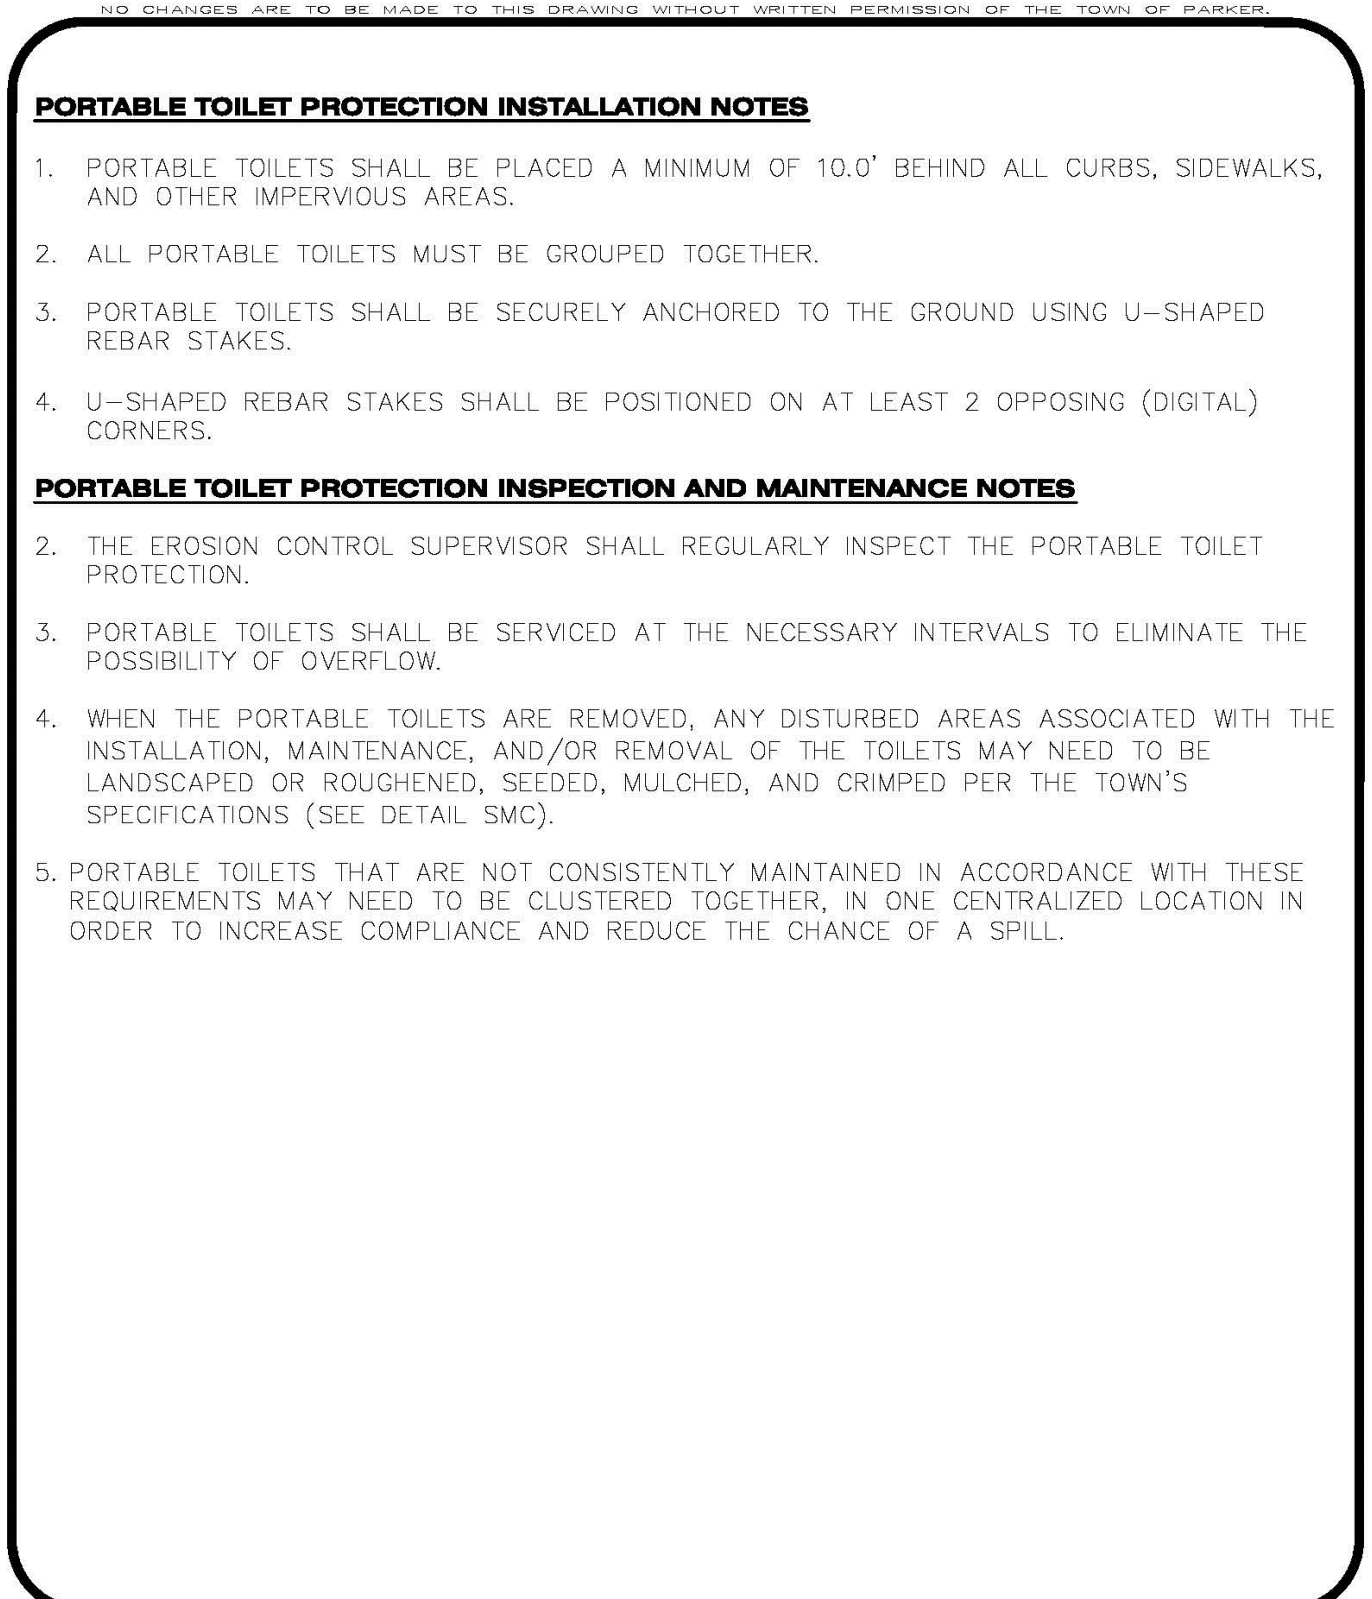 NO CHANGES ARE TO BE MADE TO THIS DRAWING WITHOUT WRITTEN PERMISSION OF THE TOWN OF PARKER.
PORTABLE TOILET PROTECTION INSTALLATION NOTES
1. PORTABLE TOILETS SHALL BE PLACED A MINIMUM OF 10.0' BEHIND ALL CURBS, SIDEWALKS,
AND OTHER IMPERVIOUS AREAS.
2. ALL PORTABLE TOILETS MUST BE GROUPED TOGETHER.
3. PORTABLE TOILETS SHALL BE SECURELY ANCHORED TO THE GROUND USING U-SHAPED
REBAR STAKES.
4. U-SHAPED REBAR STAKES SHALL BE POSITIONED ON AT LEAST 2 OPPOSING (DIGITAL)
CORNERS.
PORTABLE TOILET PROTECTION INSPECTION AND MAINTENANCE NOTES
2. THE EROSION CONTROL SUPERVISOR SHALL REGULARLY INSPECT THE PORTABLE TOILET
PROTECTION.
3. PORTABLE TOILETS SHALL BE SERVICED AT THE NECESSARY INTERVALS TO ELIMINATE THE
POSSIBILITY OF OVERFLOW.
4. WHEN THE PORTABLE TOILETS ARE REMOVED, ANY DISTURBED AREAS ASSOCIATED WITH THE
INSTALLATION, MAINTENANCE, AND/OR REMOVAL OF THE TOILETS MAY NEED TO BE
LANDSCAPED OR ROUGHENED, SEEDED, MULCHED, AND CRIMPED PER THE TOWN'S
SPECIFICATIONS (SEE DETAIL SMC).
5. PORTABLE TOILETS THAT ARE NOT CONSISTENTLY MAINTAINED IN ACCORDANCE WITH THESE
REQUIREMENTS MAY NEED TO BE CLUSTERED TOGETHER, IN ONE CENTRALIZED LOCATION IN
ORDER TO INCREASE COMPLIANCE AND REDUCE THE CHANCE OF A SPILL.